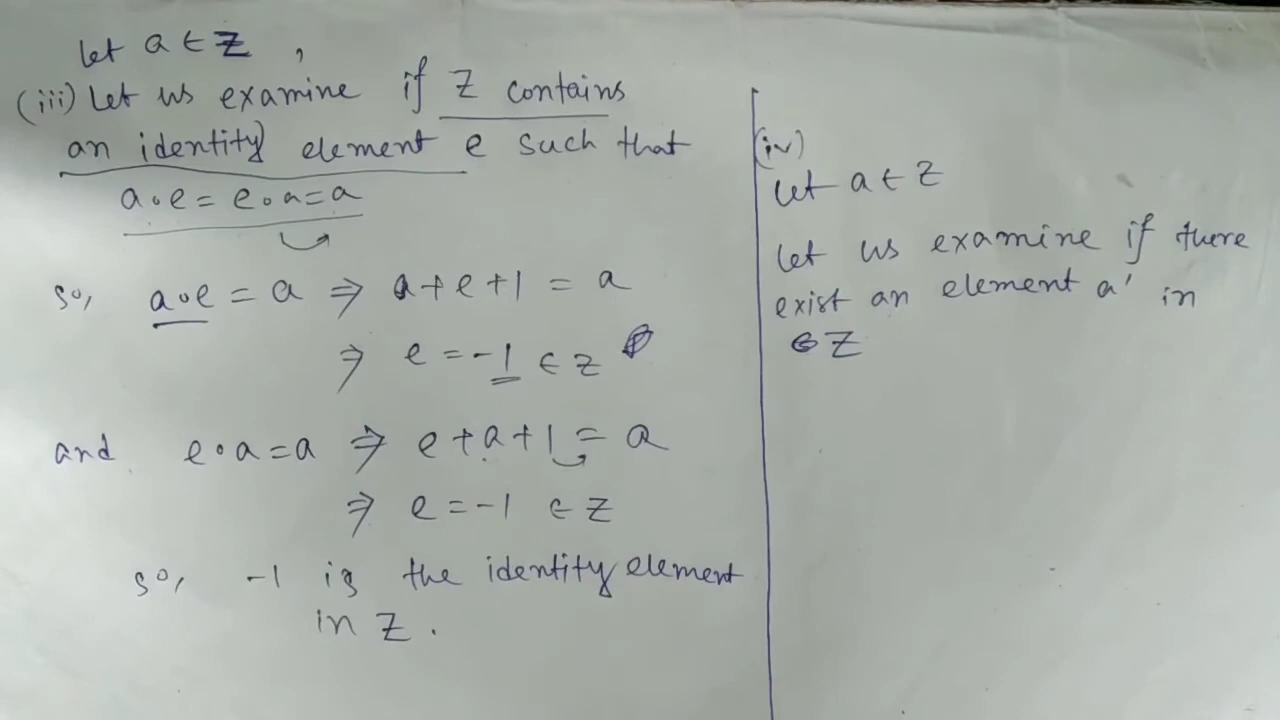 let a ∈ Z ,
(iii) Let us examine if Z contains
an identity element e such that
a∘e = e∘a = a
so, a∘e = a ⇒ a+e+1 = a
⇒ e = -1 ∈ Z
and e∘a = a ⇒ e+a+1 = a
⇒ e = -1 ∈ Z
so, -1 is the identity element
in Z .
(iv)
let a ∈ Z
let us examine if there
exist an element a' in
Z